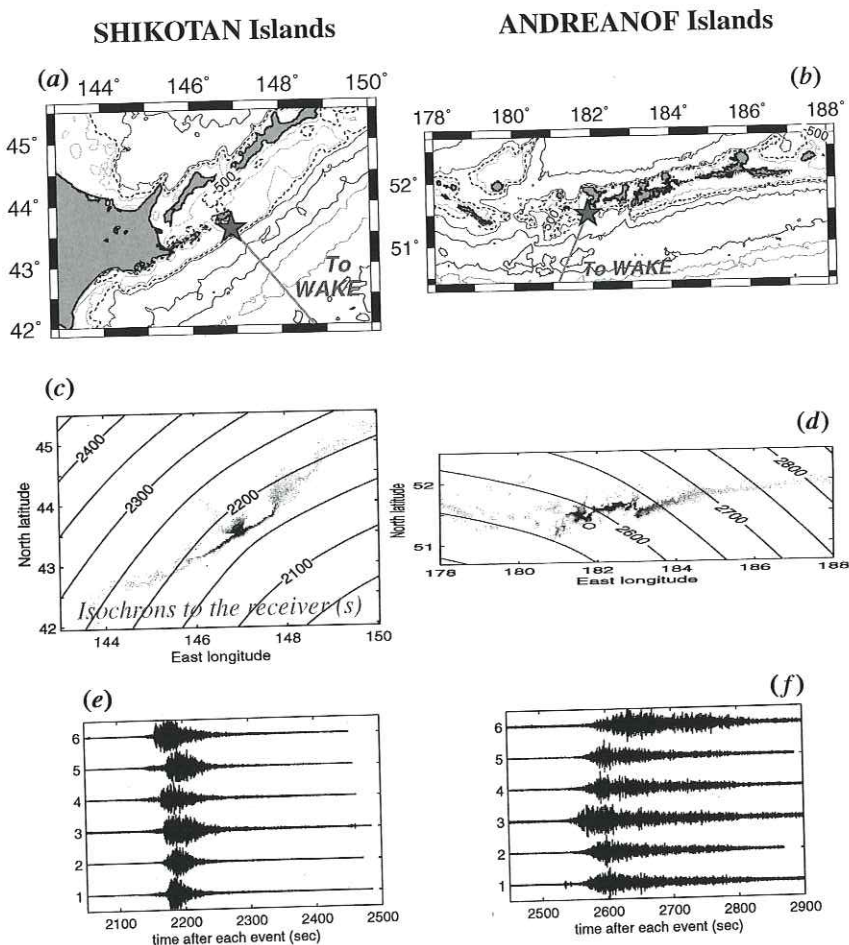 SHIKOTAN Islands
ANDREANOF Islands
(a)
144° 146° 148° 150°
45°
44°
43°
42°
500
To
WAKE
(b)
178° 180° 182° 184° 186° 188°
52°
51°
500
500
To WAKE
(c)
45
44
43
42
North latitude
2400
2300
2200
2100
Isochrons to the receiver (s)
144 146 148 150
East longitude
(d)
52
51
North latitude
2600
2700
2800
178 180 182 184 186 188
East longitude
(e)
6
5
4
3
2
1
2100 2200 2300 2400 2500
time after each event (sec)
(f)
6
5
4
3
2
1
2500 2600 2700 2800 2900
time after each event (sec)